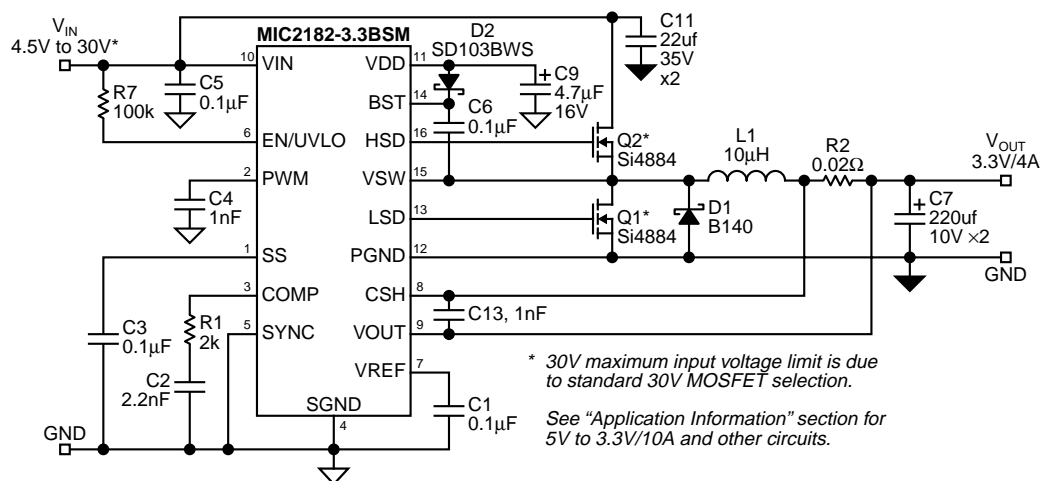 V_IN
4.5V to 30V*
MIC2182-3.3BSM
D2
SD103BWS
C11
22uf
35V
x2
10
VIN
VDD
11
C5
0.1µF
R7
100k
BST
14
C6
0.1µF
C9
4.7µF
16V
+
6
EN/UVLO
HSD
16
Q2*
Si4884
L1
10µH
R2
0.02Ω
V_OUT
3.3V/4A
2
PWM
VSW
15
C4
1nF
LSD
13
Q1*
Si4884
D1
B140
+
C7
220uf
10V ×2
1
SS
PGND
12
GND
3
COMP
CSH
8
C13, 1nF
C3
0.1µF
R1
2k
5
SYNC
VOUT
9
C2
2.2nF
VREF
7
C1
0.1µF
SGND
4
GND
* 30V maximum input voltage limit is due
to standard 30V MOSFET selection.
See “Application Information” section for
5V to 3.3V/10A and other circuits.